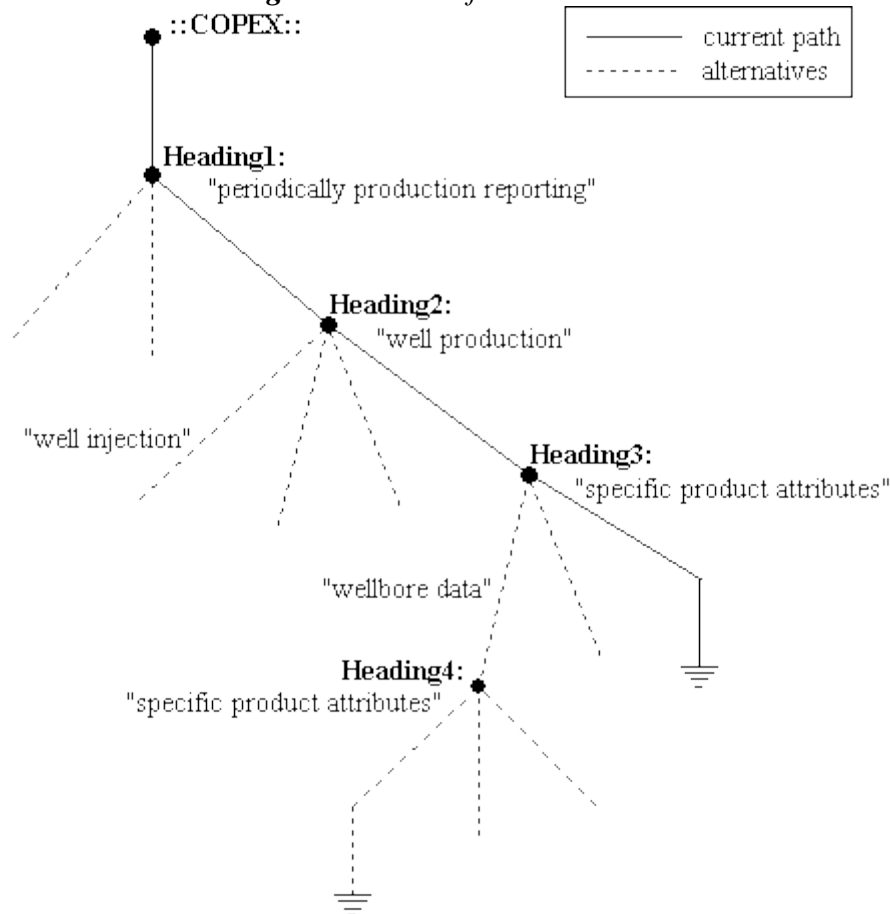 ::COPEX::
current path
alternatives
Heading1:
"periodically production reporting"
Heading2:
"well production"
"well injection"
Heading3:
"specific product attributes"
"wellbore data"
Heading4:
"specific product attributes"